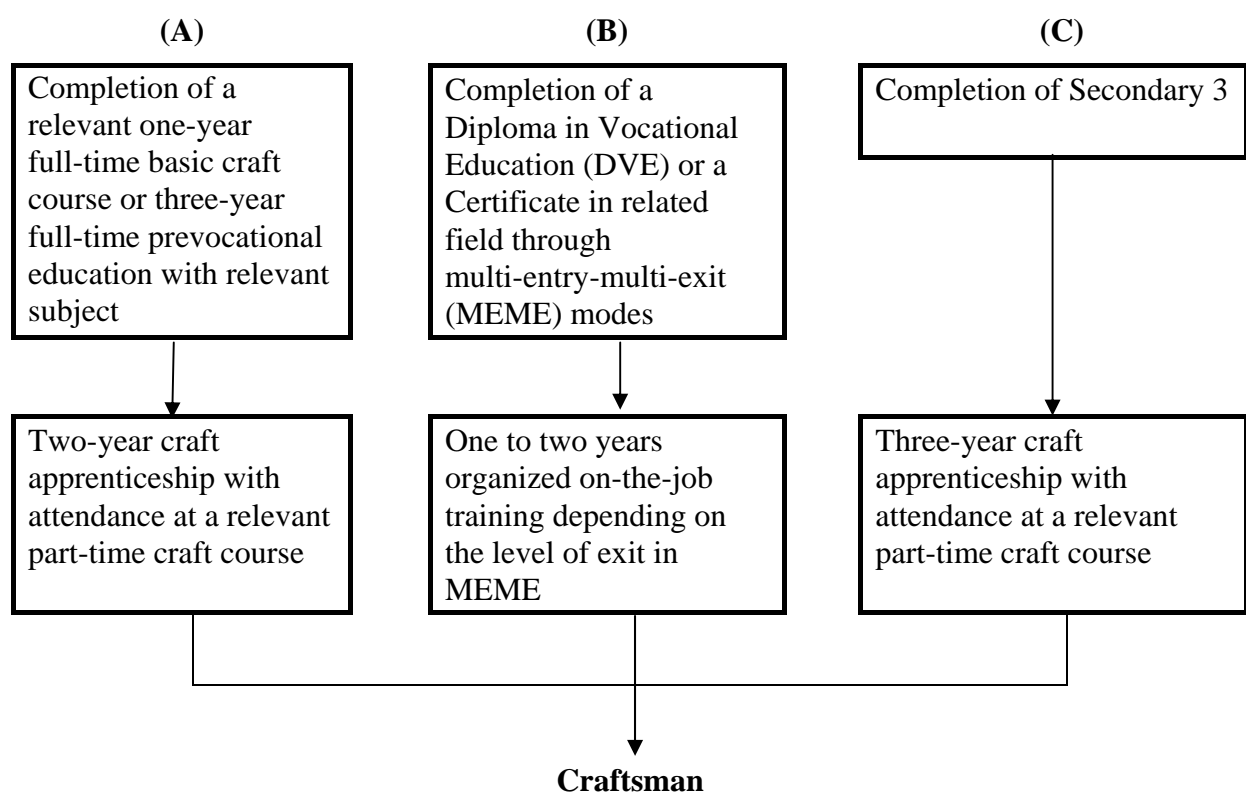 (A)
(B)
(C)
Completion of a
relevant one-year
full-time basic craft
course or three-year
full-time prevocational
education with relevant
subject
Completion of a
Diploma in Vocational
Education (DVE) or a
Certificate in related
field through
multi-entry-multi-exit
(MEME) modes
Completion of Secondary 3
Two-year craft
apprenticeship with
attendance at a relevant
part-time craft course
One to two years
organized on-the-job
training depending on
the level of exit in
MEME
Three-year craft
apprenticeship with
attendance at a relevant
part-time craft course
Craftsman